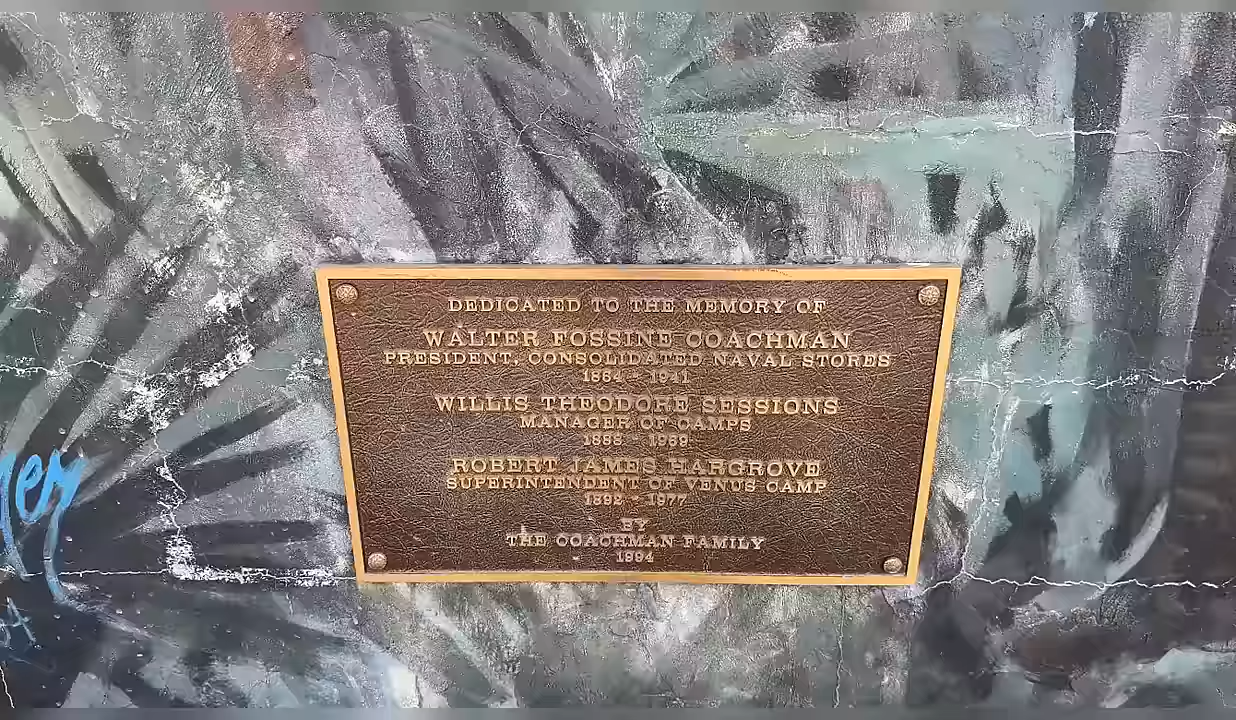 DEDICATED TO THE MEMORY OF
WALTER FOSSINE COACHMAN
PRESIDENT, CONSOLIDATED NAVAL STORES
1864 - 1941
WILLIS THEODORE SESSIONS
MANAGER OF CAMPS
1888 - 1969
ROBERT JAMES HARGROVE
SUPERINTENDENT OF VENUS CAMP
1892 - 1977
BY
THE COACHMAN FAMILY
1994